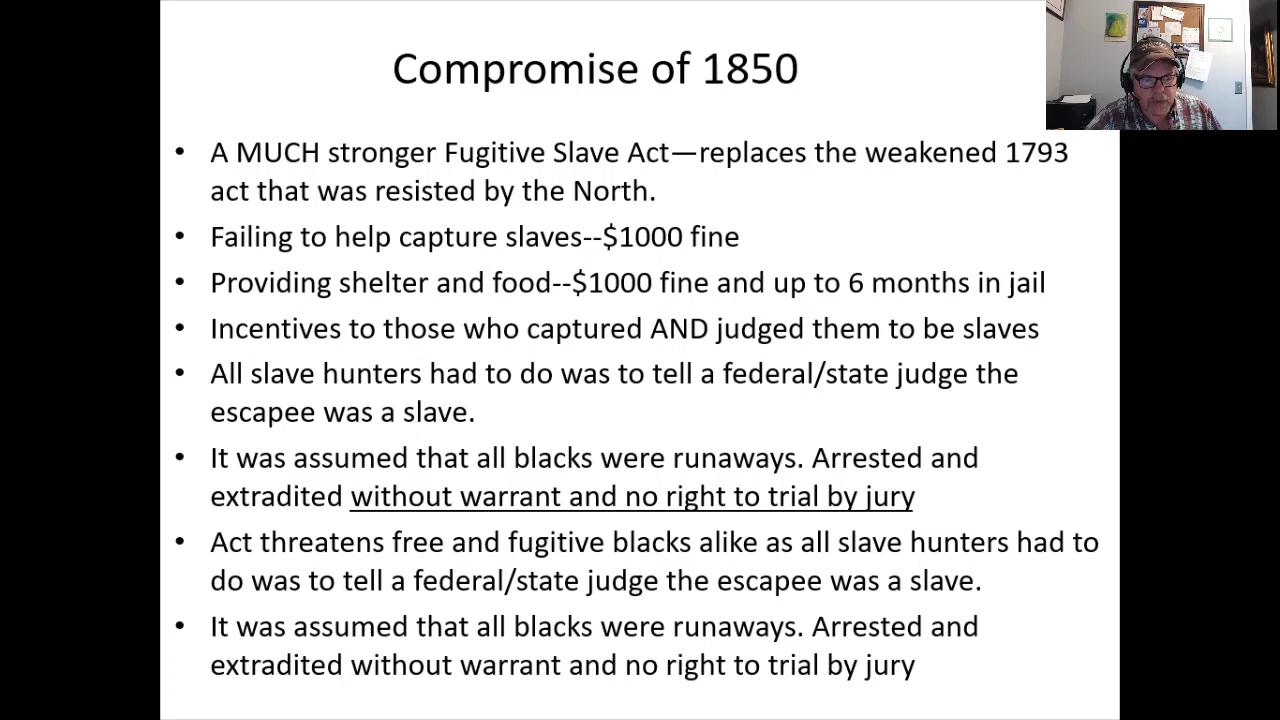 Compromise of 1850
• A MUCH stronger Fugitive Slave Act—replaces the weakened 1793
act that was resisted by the North.
• Failing to help capture slaves--$1000 fine
• Providing shelter and food--$1000 fine and up to 6 months in jail
• Incentives to those who captured AND judged them to be slaves
• All slave hunters had to do was to tell a federal/state judge the
escapee was a slave.
• It was assumed that all blacks were runaways. Arrested and
extradited without warrant and no right to trial by jury
• Act threatens free and fugitive blacks alike as all slave hunters had to
do was to tell a federal/state judge the escapee was a slave.
• It was assumed that all blacks were runaways. Arrested and
extradited without warrant and no right to trial by jury